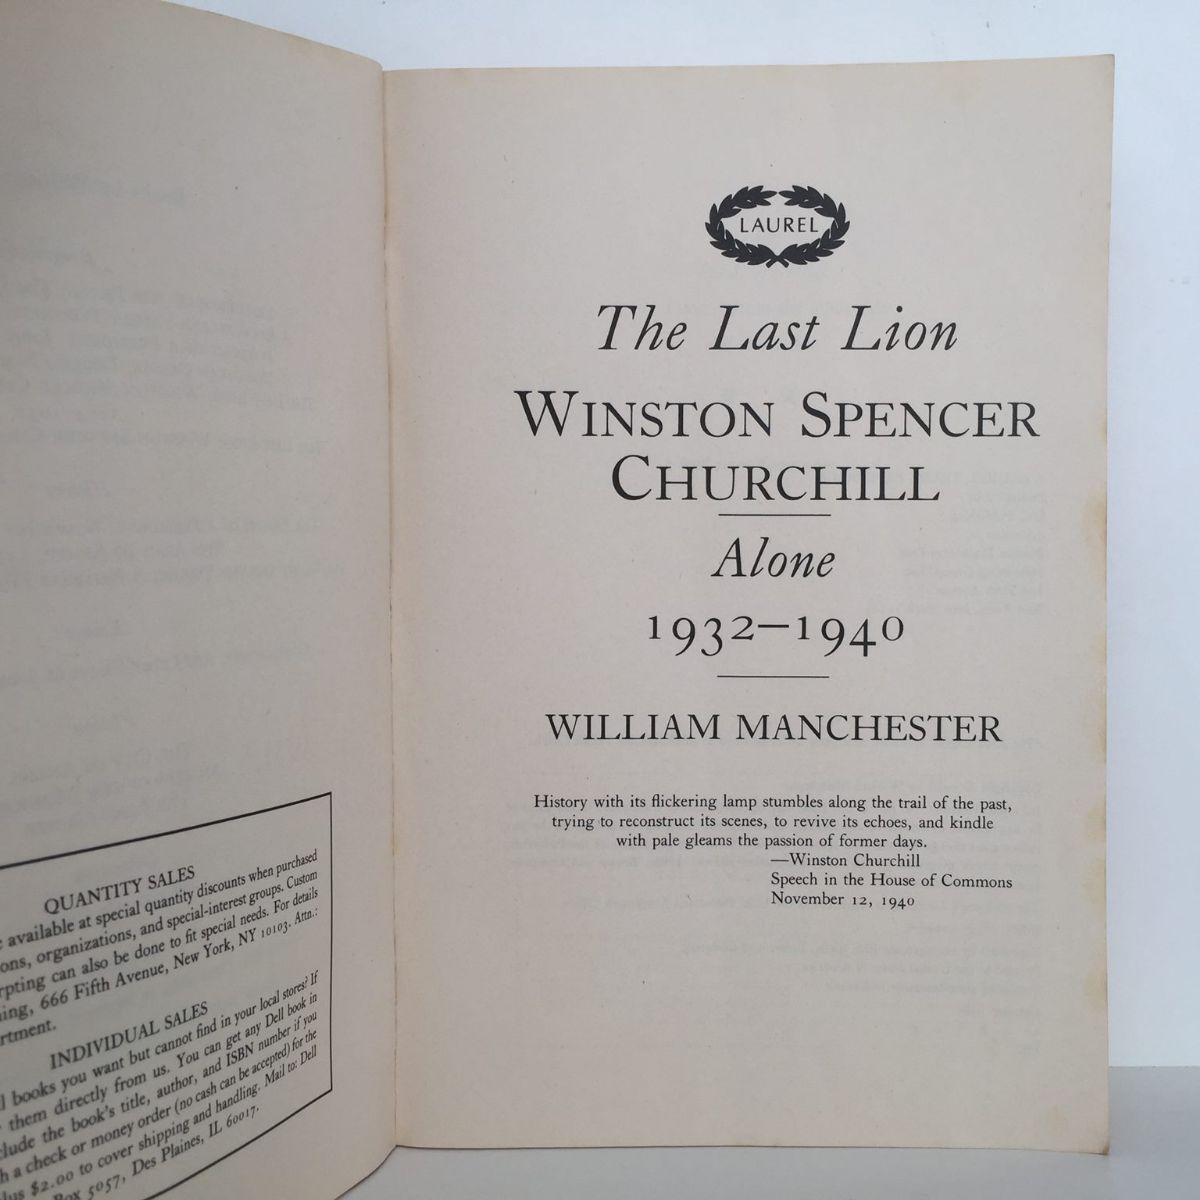 QUANTITY SALES
available at special quantity discounts when purchased
organizations, and special-interest groups. Custom
can also be done to fit special needs. For details
666 Fifth Avenue, New York, NY 10103. Attn.:
INDIVIDUAL SALES
books you want but cannot find in your local stores? If
them directly from us. You can get any Dell book in
the book's title, author, and ISBN number if you
a check or money order (no cash can be accepted) for the
$2.00 to cover shipping and handling. Mail to: Dell
Box 5057, Des Plaines, IL 60017.
LAUREL
The Last Lion
WINSTON SPENCER
CHURCHILL
Alone
1932–1940
WILLIAM MANCHESTER
History with its flickering lamp stumbles along the trail of the past,
trying to reconstruct its scenes, to revive its echoes, and kindle
with pale gleams the passion of former days.
—Winston Churchill
Speech in the House of Commons
November 12, 1940